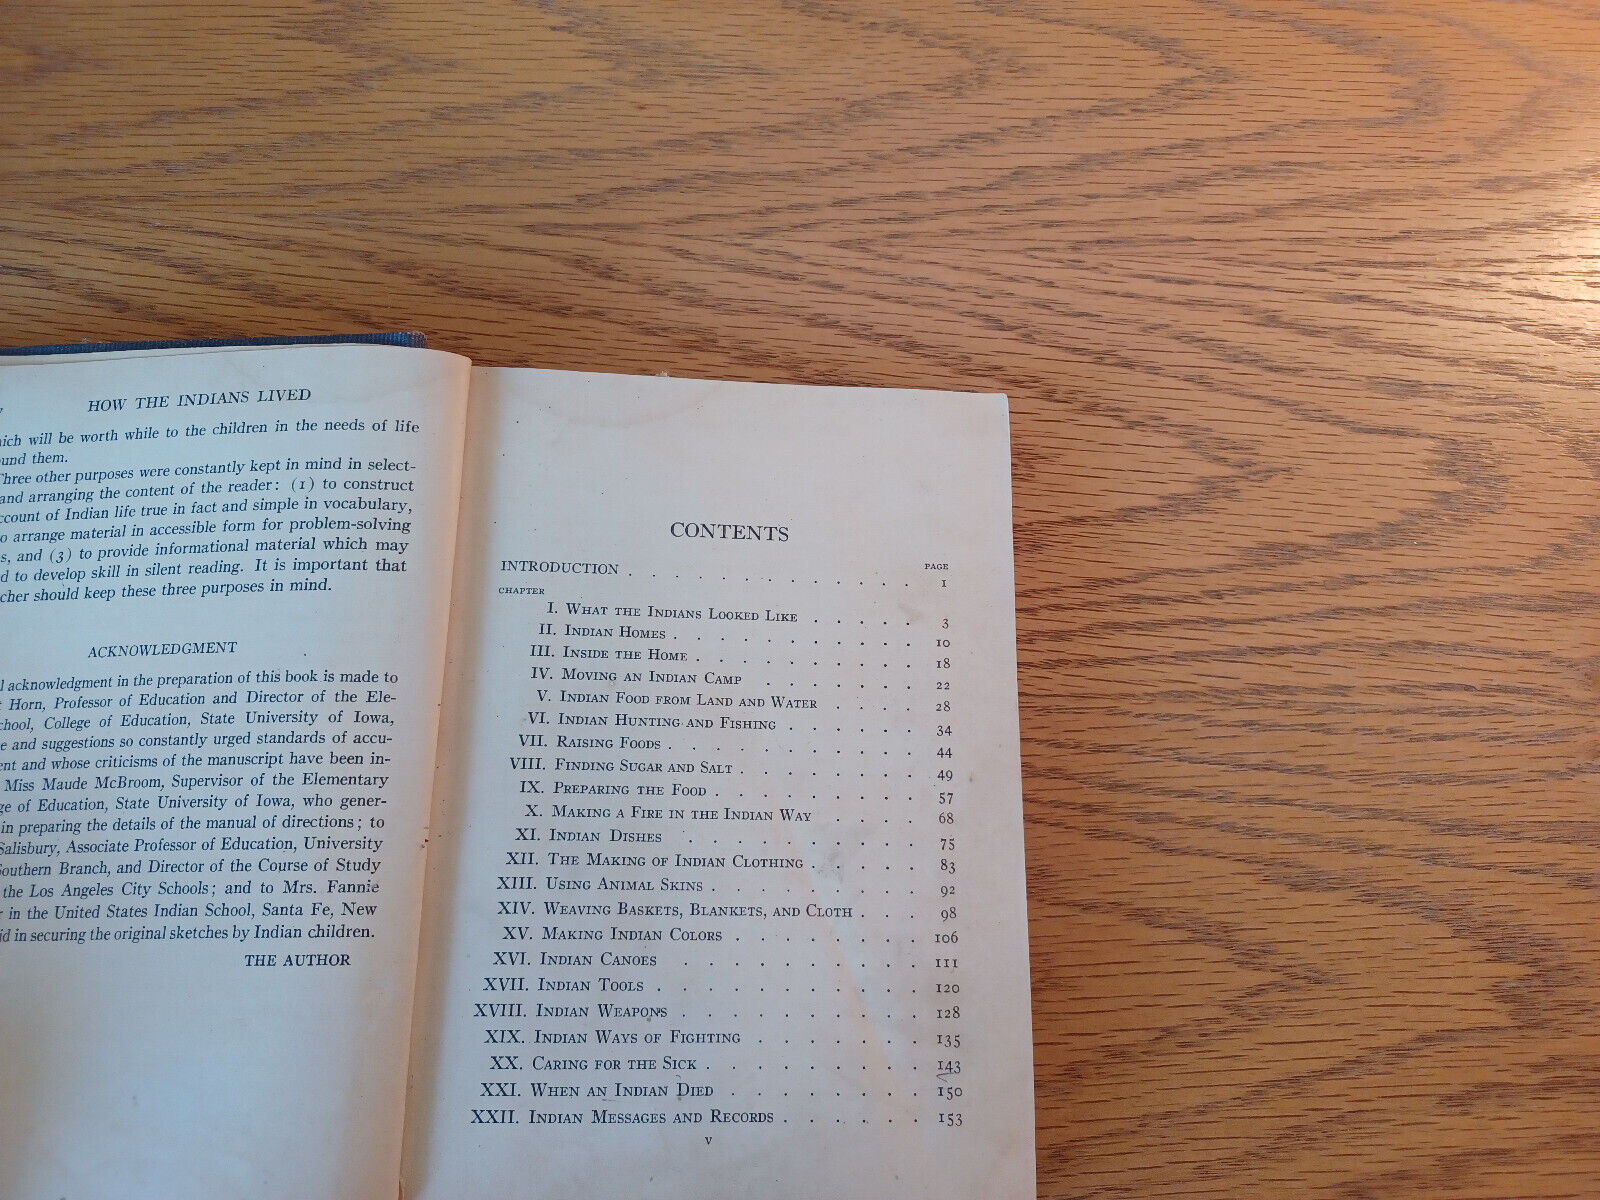 HOW THE INDIANS LIVED
will be worth while to the children in the needs of life
them.
Three other purposes were constantly kept in mind in select-
and arranging the content of the reader: (1) to construct
of Indian life true in fact and simple in vocabulary,
arrange material in accessible form for problem-solving
and (3) to provide informational material which may
to develop skill in silent reading. It is important that
should keep these three purposes in mind.
ACKNOWLEDGMENT
acknowledgment in the preparation of this book is made to
Horn, Professor of Education and Director of the Ele-
College of Education, State University of Iowa,
and suggestions so constantly urged standards of accu-
and whose criticisms of the manuscript have been in-
Miss Maude McBroom, Supervisor of the Elementary
of Education, State University of Iowa, who gener-
in preparing the details of the manual of directions; to
Salisbury, Associate Professor of Education, University
Southern Branch, and Director of the Course of Study
the Los Angeles City Schools; and to Mrs. Fannie
in the United States Indian School, Santa Fe, New
in securing the original sketches by Indian children.
THE AUTHOR
CONTENTS
PAGE
INTRODUCTION . . . . . . . . . . . . 1
CHAPTER
I. WHAT THE INDIANS LOOKED LIKE . . . . . 3
II. INDIAN HOMES . . . . . . . . . . 10
III. INSIDE THE HOME . . . . . . . . . 18
IV. MOVING AN INDIAN CAMP . . . . . . . 22
V. INDIAN FOOD FROM LAND AND WATER . . . . 28
VI. INDIAN HUNTING AND FISHING . . . . . . 34
VII. RAISING FOODS . . . . . . . . . . 44
VIII. FINDING SUGAR AND SALT . . . . . . . 49
IX. PREPARING THE FOOD . . . . . . . . 57
X. MAKING A FIRE IN THE INDIAN WAY . . . . 68
XI. INDIAN DISHES . . . . . . . . . 75
XII. THE MAKING OF INDIAN CLOTHING . . . . . 83
XIII. USING ANIMAL SKINS . . . . . . . . 92
XIV. WEAVING BASKETS, BLANKETS, AND CLOTH . . . 98
XV. MAKING INDIAN COLORS . . . . . . . . 106
XVI. INDIAN CANOES . . . . . . . . . 111
XVII. INDIAN TOOLS . . . . . . . . . . . 120
XVIII. INDIAN WEAPONS . . . . . . . . . . 128
XIX. INDIAN WAYS OF FIGHTING . . . . . . . 135
XX. CARING FOR THE SICK . . . . . . . . . 143
XXI. WHEN AN INDIAN DIED . . . . . . . . 150
XXII. INDIAN MESSAGES AND RECORDS . . . . . . 153
v